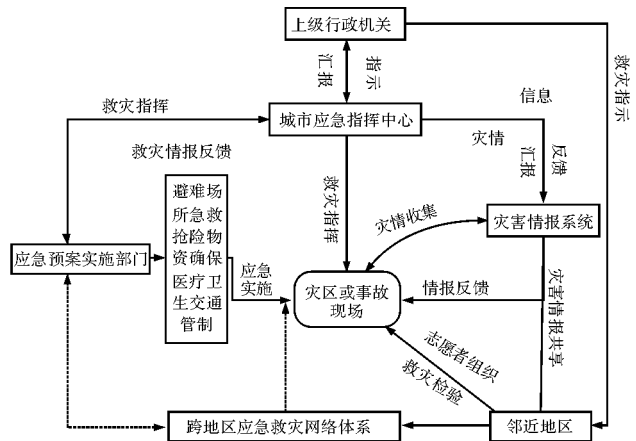 上级行政机关
汇报
指示
救灾指示
信息
救灾指挥
城市应急指挥中心
灾情
汇报
反馈
救灾情报反馈
避难场
所急救
抢险物
资确保
医疗卫
生交通
管制
救灾指挥
灾情收集
灾害情报系统
应急预案实施部门
应急
实施
灾区或事故
现场
情报反馈
灾害情报共享
志愿者组织
救灾检验
跨地区应急救灾网络体系
邻近地区